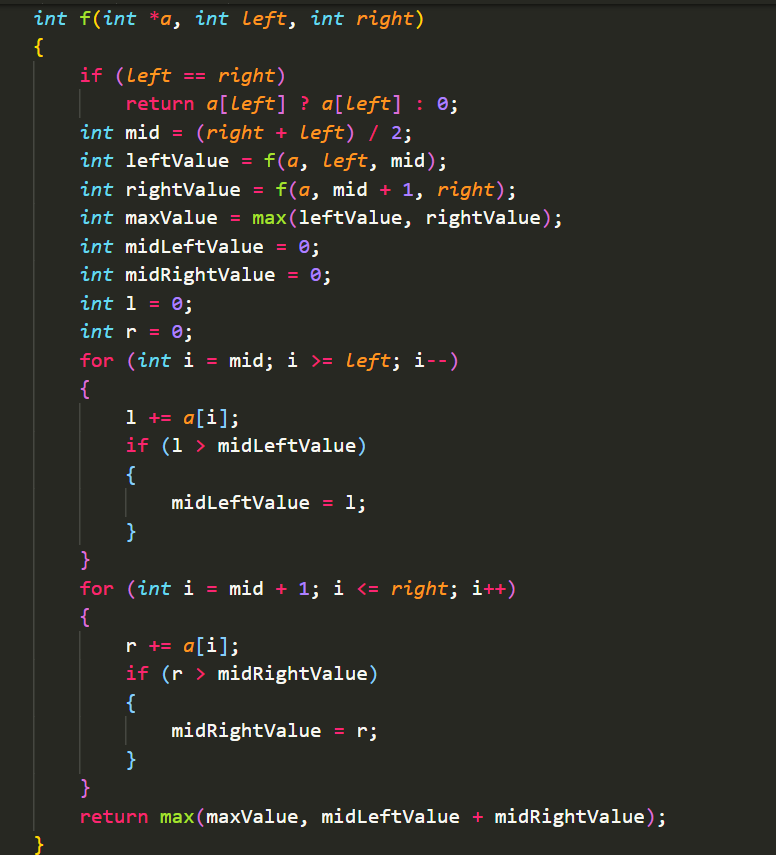 int f(int *a, int left, int right)
{
    if (left == right)
        return a[left] ? a[left] : 0;
    int mid = (right + left) / 2;
    int leftValue = f(a, left, mid);
    int rightValue = f(a, mid + 1, right);
    int maxValue = max(leftValue, rightValue);
    int midLeftValue = 0;
    int midRightValue = 0;
    int l = 0;
    int r = 0;
    for (int i = mid; i >= left; i--)
    {
        l += a[i];
        if (l > midLeftValue)
        {
            midLeftValue = l;
        }
    }
    for (int i = mid + 1; i <= right; i++)
    {
        r += a[i];
        if (r > midRightValue)
        {
            midRightValue = r;
        }
    }
    return max(maxValue, midLeftValue + midRightValue);
}